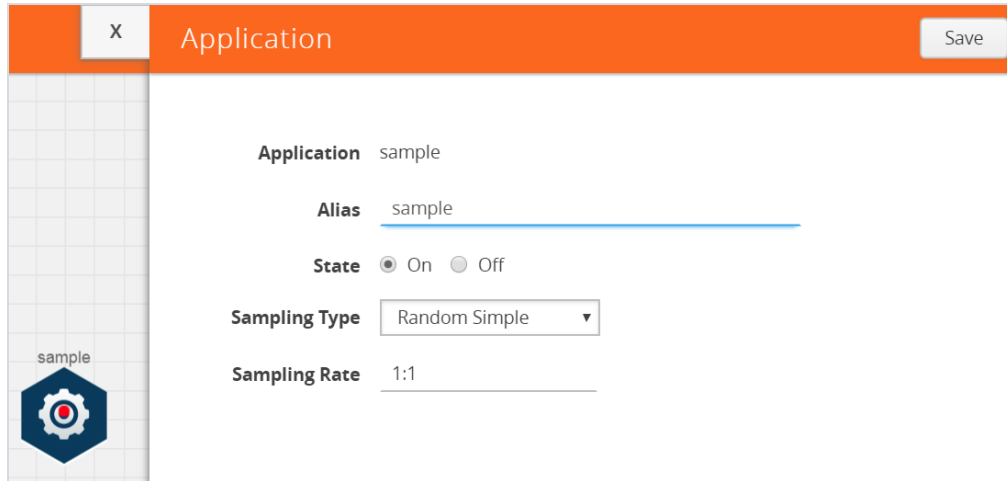 X
Application
Save
Application sample
Alias sample
State On Off
Sampling Type Random Simple
Sampling Rate 1:1
sample